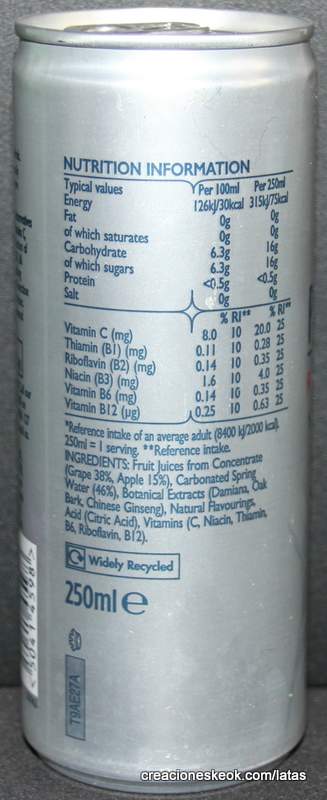 NUTRITION INFORMATION
Typical values Per 100ml Per 250ml
Energy 126kJ/30kcal 315kJ/75kcal
Fat 0g 0g
of which saturates 0g 0g
Carbohydrate 6.3g 16g
of which sugars 6.3g 16g
Protein <0.5g <0.5g
Salt 0g 0g
% RI** % RI**
Vitamin C (mg) 8.0 10 20.0 25
Thiamin (B1) (mg) 0.11 10 0.28 25
Riboflavin (B2) (mg) 0.14 10 0.35 25
Niacin (B3) (mg) 1.6 10 4.0 25
Vitamin B6 (mg) 0.14 10 0.35 25
Vitamin B12 (µg) 0.25 10 0.63 25
*Reference intake of an average adult (8400 kJ/2000 kcal).
250ml = 1 serving. **Reference intake.
INGREDIENTS: Fruit Juices from Concentrate
(Grape 38%, Apple 15%), Carbonated Spring
Water (46%), Botanical Extracts (Damiana, Oak
Bark, Chinese Ginseng), Natural Flavourings,
Acid (Citric Acid), Vitamins (C, Niacin, Thiamin,
B6, Riboflavin, B12).
Widely Recycled
250ml e
T9AE27A
creacioneskeok.com/latas